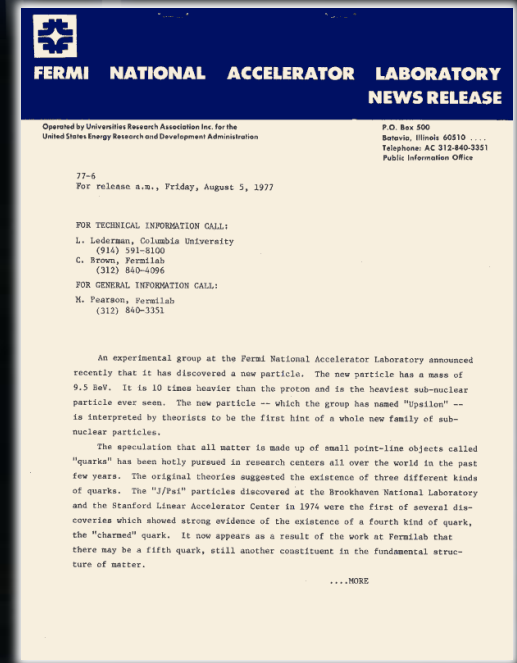 FERMI NATIONAL ACCELERATOR LABORATORY
NEWS RELEASE
Operated by Universities Research Association Inc. for the
United States Energy Research and Development Administration
P.O. Box 500
Batavia, Illinois 60510 ....
Telephone: AC 312-840-3351
Public Information Office
77-6
For release a.m., Friday, August 5, 1977
FOR TECHNICAL INFORMATION CALL:
L. Lederman, Columbia University
(914) 591-8100
C. Brown, Fermilab
(312) 840-4096
FOR GENERAL INFORMATION CALL:
M. Pearson, Fermilab
(312) 840-3351
An experimental group at the Fermi National Accelerator Laboratory announced
recently that it has discovered a new particle. The new particle has a mass of
9.5 BeV. It is 10 times heavier than the proton and is the heaviest sub-nuclear
particle ever seen. The new particle -- which the group has named "Upsilon" --
is interpreted by theorists to be the first hint of a whole new family of sub-
nuclear particles.
The speculation that all matter is made up of small point-line objects called
"quarks" has been hotly pursued in research centers all over the world in the past
few years. The original theories suggested the existence of three different kinds
of quarks. The "J/Psi" particles discovered at the Brookhaven National Laboratory
and the Stanford Linear Accelerator Center in 1974 were the first of several dis-
coveries which showed strong evidence of the existence of a fourth kind of quark,
the "charmed" quark. It now appears as a result of the work at Fermilab that
there may be a fifth quark, still another constituent in the fundamental struc-
ture of matter.
....MORE